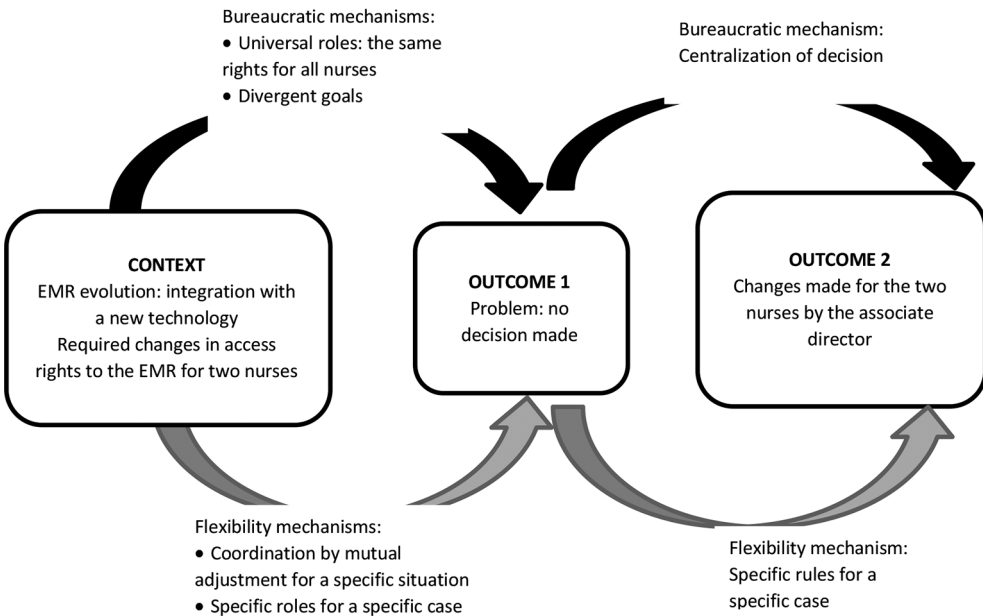 Bureaucratic mechanisms:
• Universal roles: the same
rights for all nurses
• Divergent goals
Bureaucratic mechanism:
Centralization of decision
CONTEXT
EMR evolution: integration with
a new technology
Required changes in access
rights to the EMR for two nurses
OUTCOME 1
Problem: no
decision made
OUTCOME 2
Changes made for the two
nurses by the associate
director
Flexibility mechanisms:
• Coordination by mutual
adjustment for a specific situation
• Specific roles for a specific case
Flexibility mechanism:
Specific rules for a
specific case